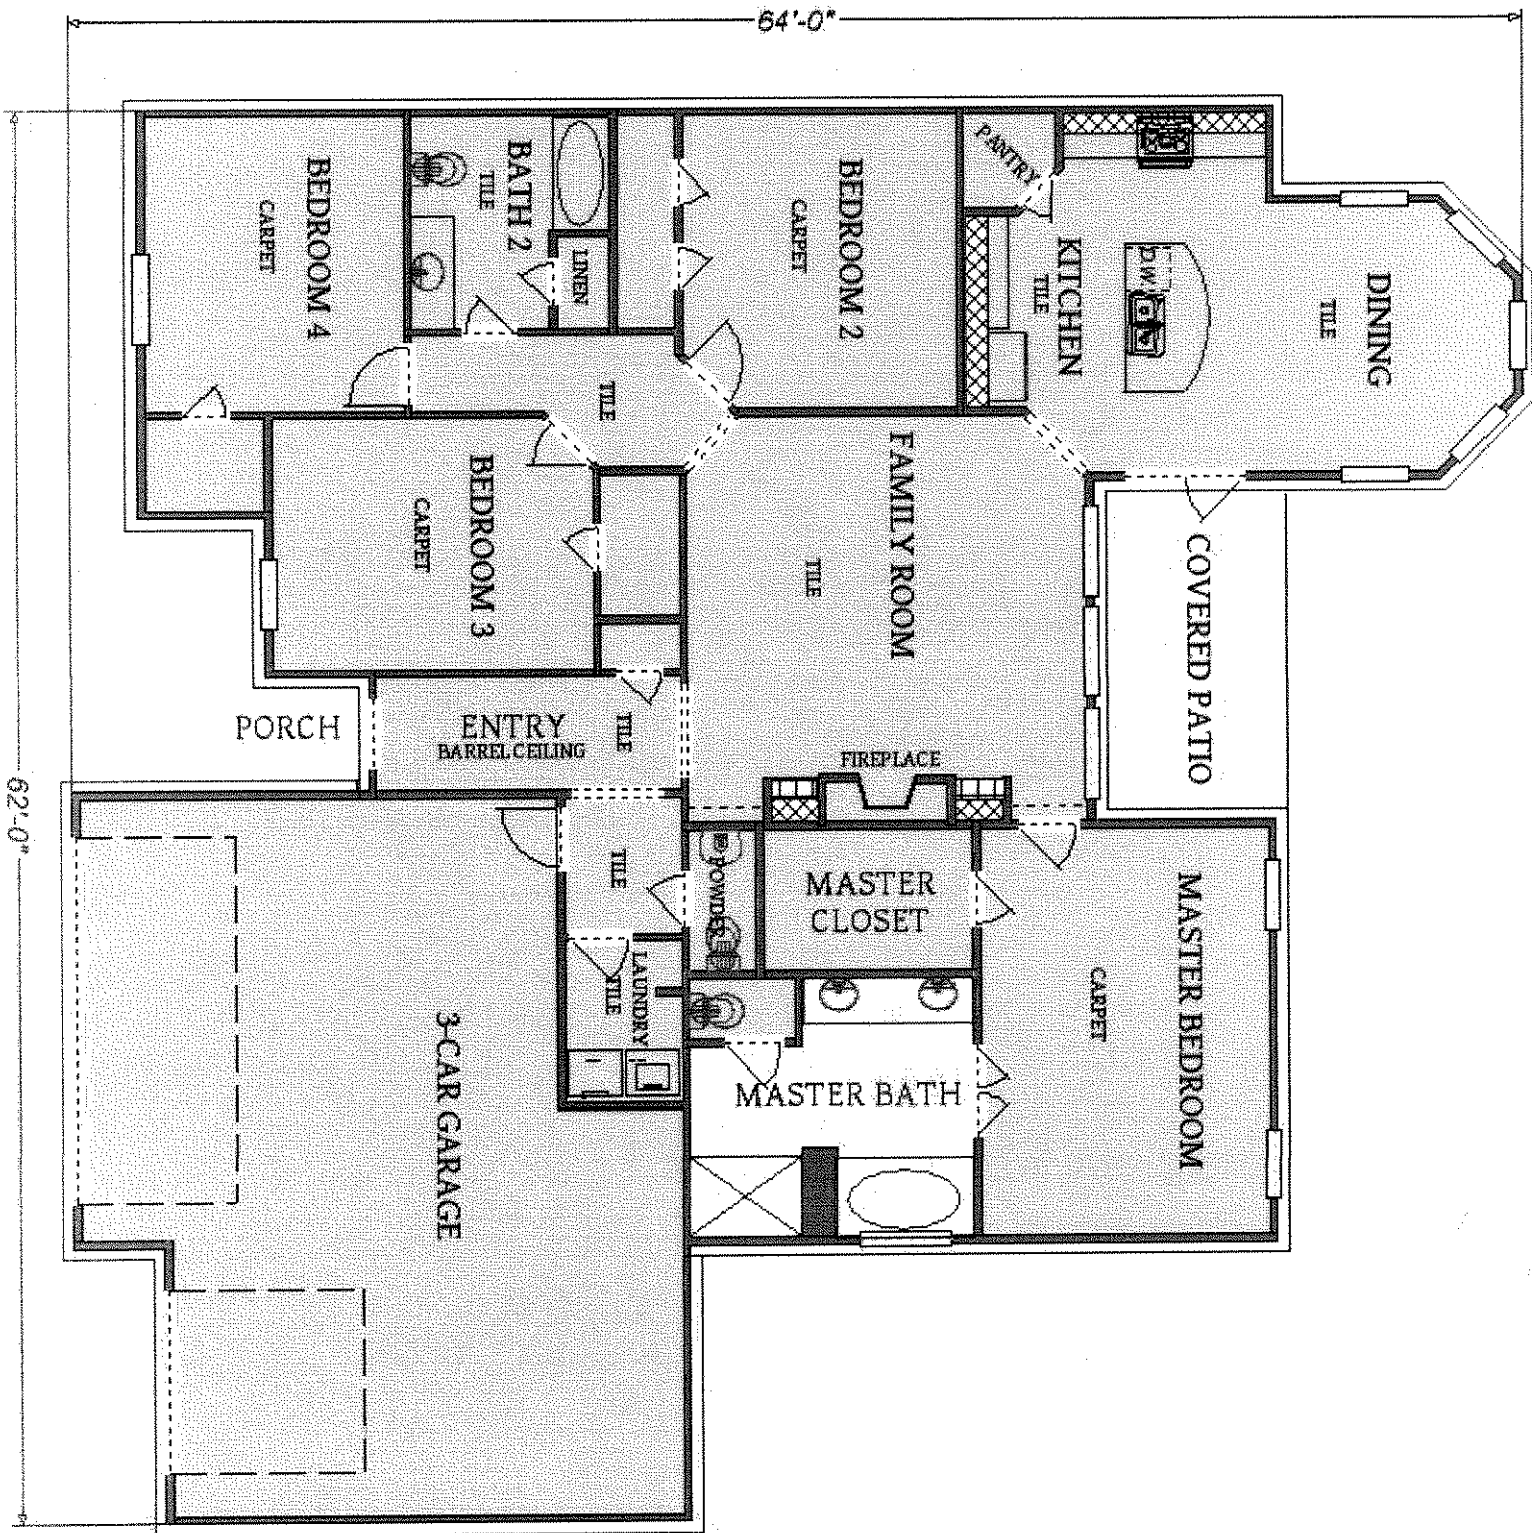 64'-0"
62'-0"
BEDROOM 4
CARPET
BATH 2
TILE
LINEN
BEDROOM 2
CARPET
PANTRY
KITCHEN
TILE
D.W.
DINING
TILE
TILE
BEDROOM 3
CARPET
FAMILY ROOM
TILE
COVERED PATIO
PORCH
ENTRY
BARREL CEILING
TILE
FIREPLACE
TILE
POWDER
MASTER
CLOSET
MASTER BEDROOM
CARPET
LAUNDRY
TILE
MASTER BATH
3-CAR GARAGE